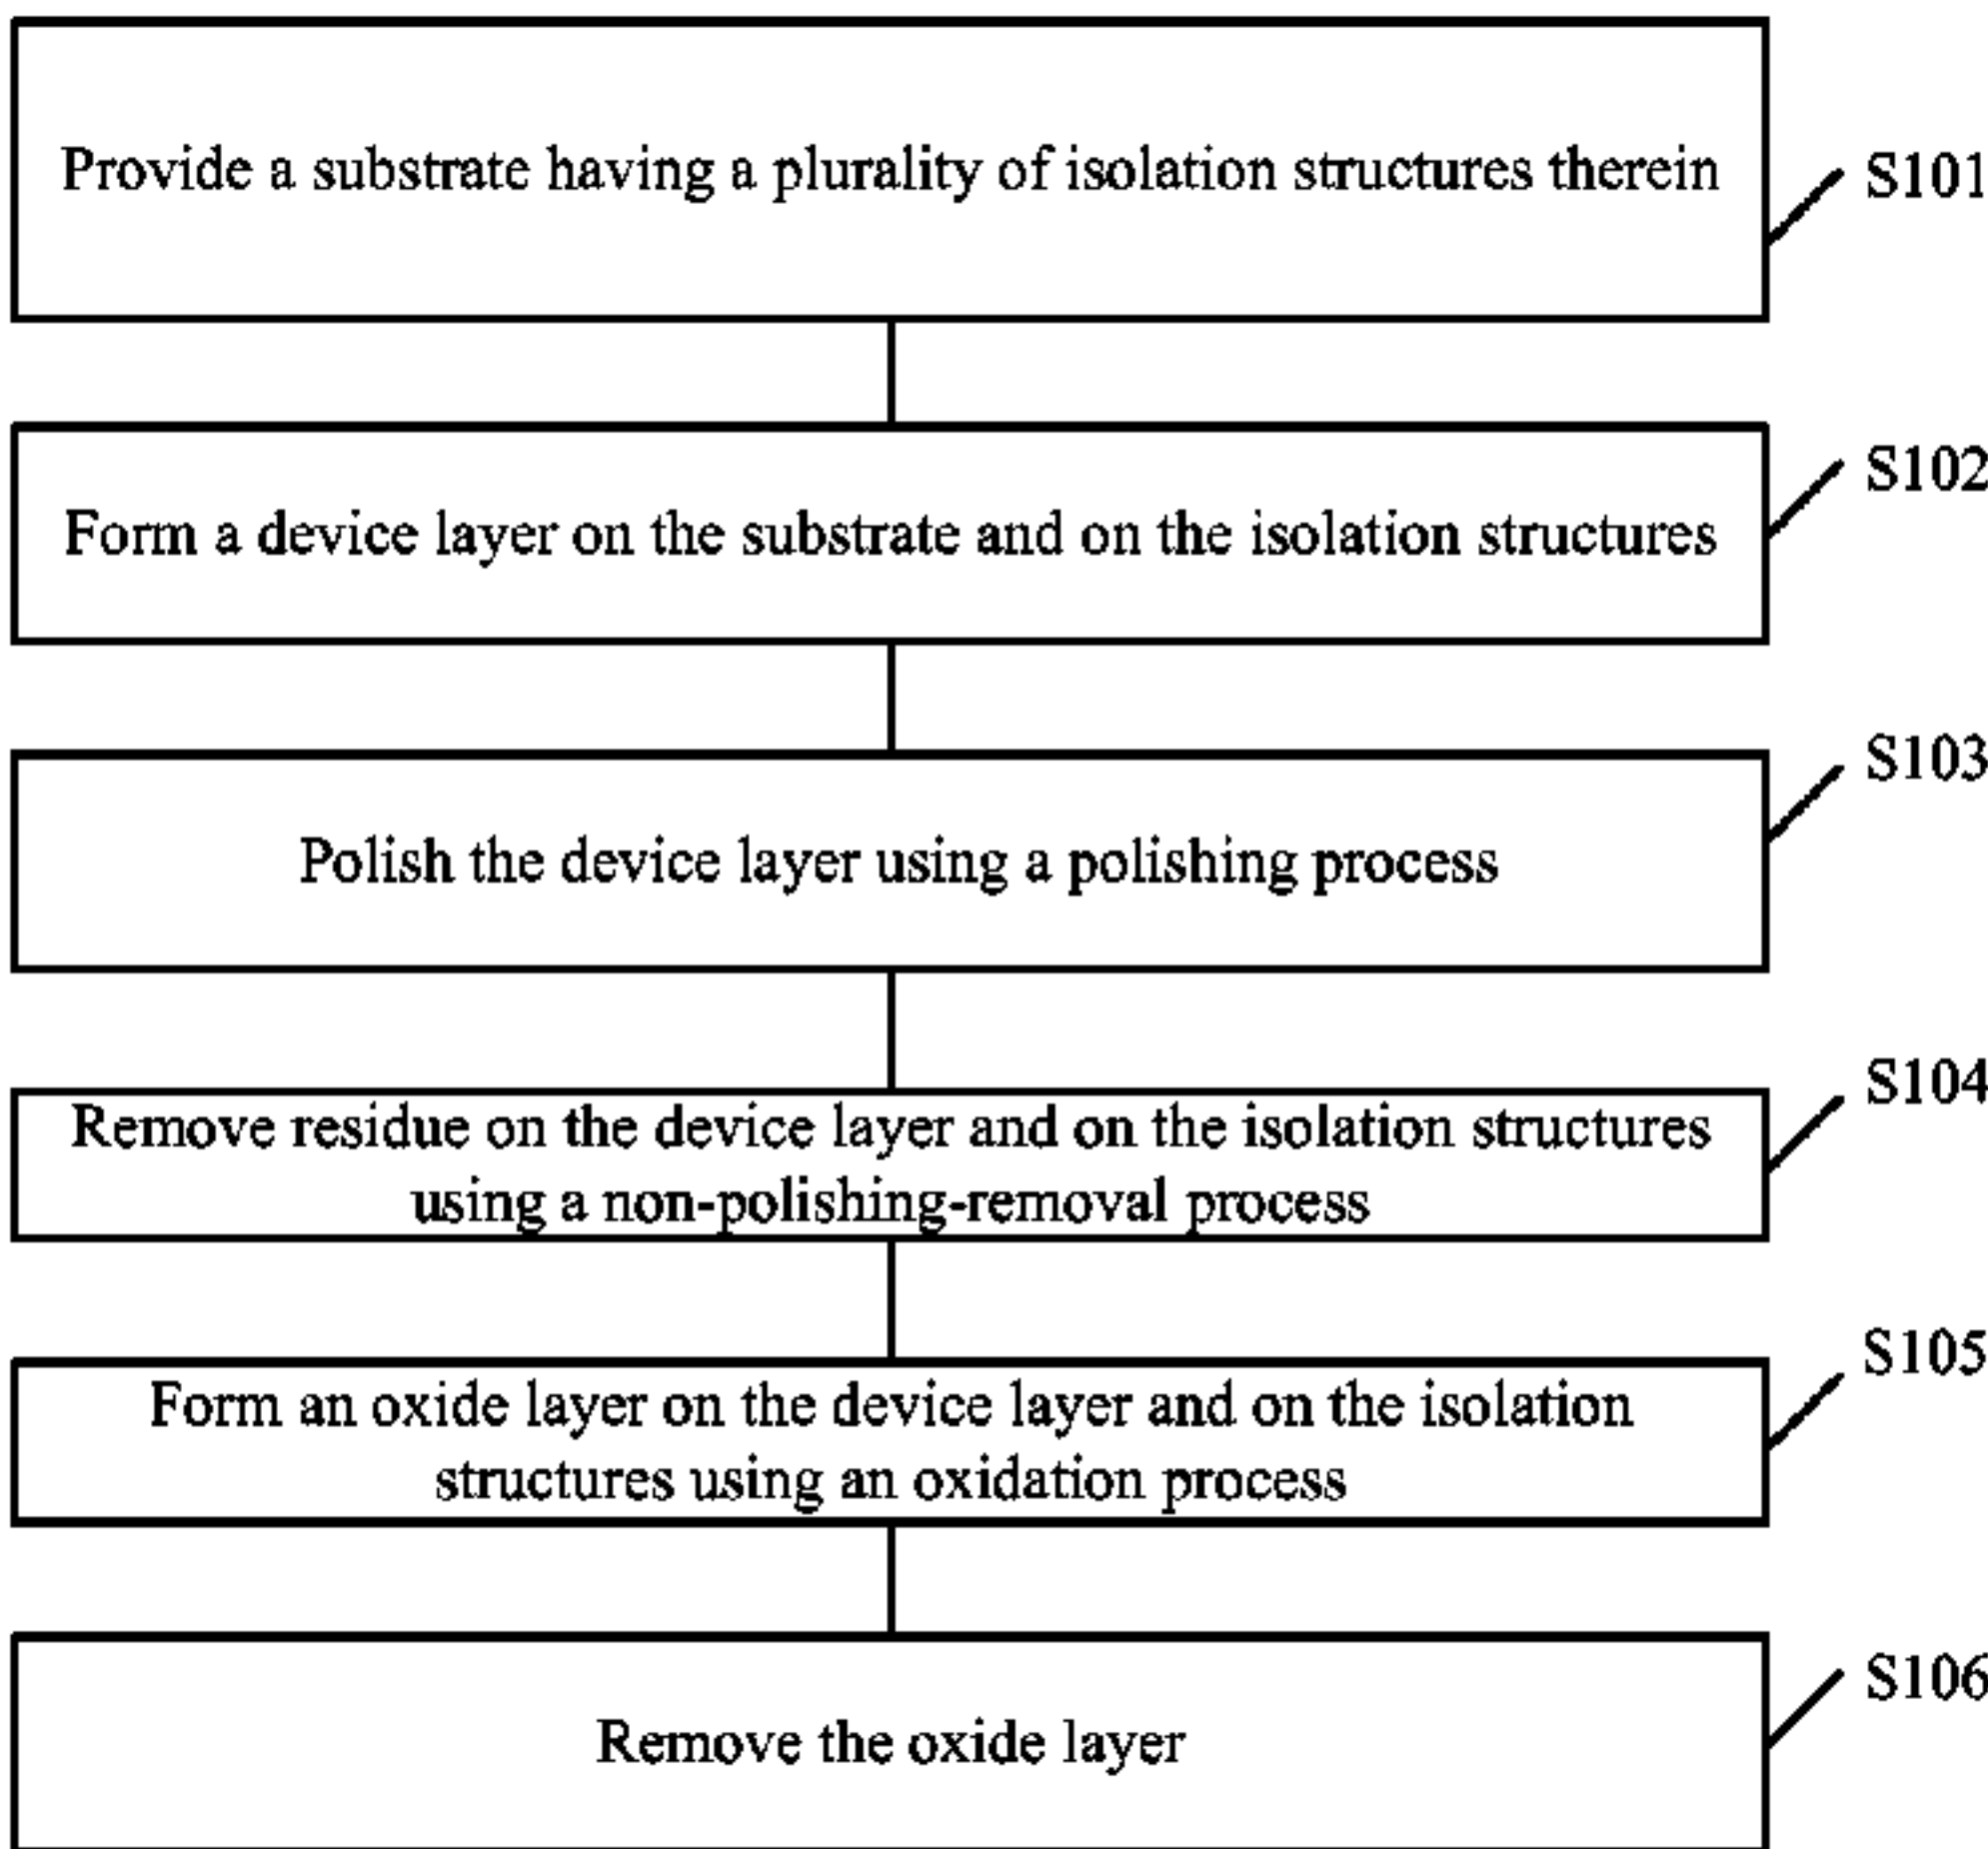 Provide a substrate having a plurality of isolation structures therein
S101
Form a device layer on the substrate and on the isolation structures
S102
Polish the device layer using a polishing process
S103
Remove residue on the device layer and on the isolation structures
using a non-polishing-removal process
S104
Form an oxide layer on the device layer and on the isolation
structures using an oxidation process
S105
Remove the oxide layer
S106